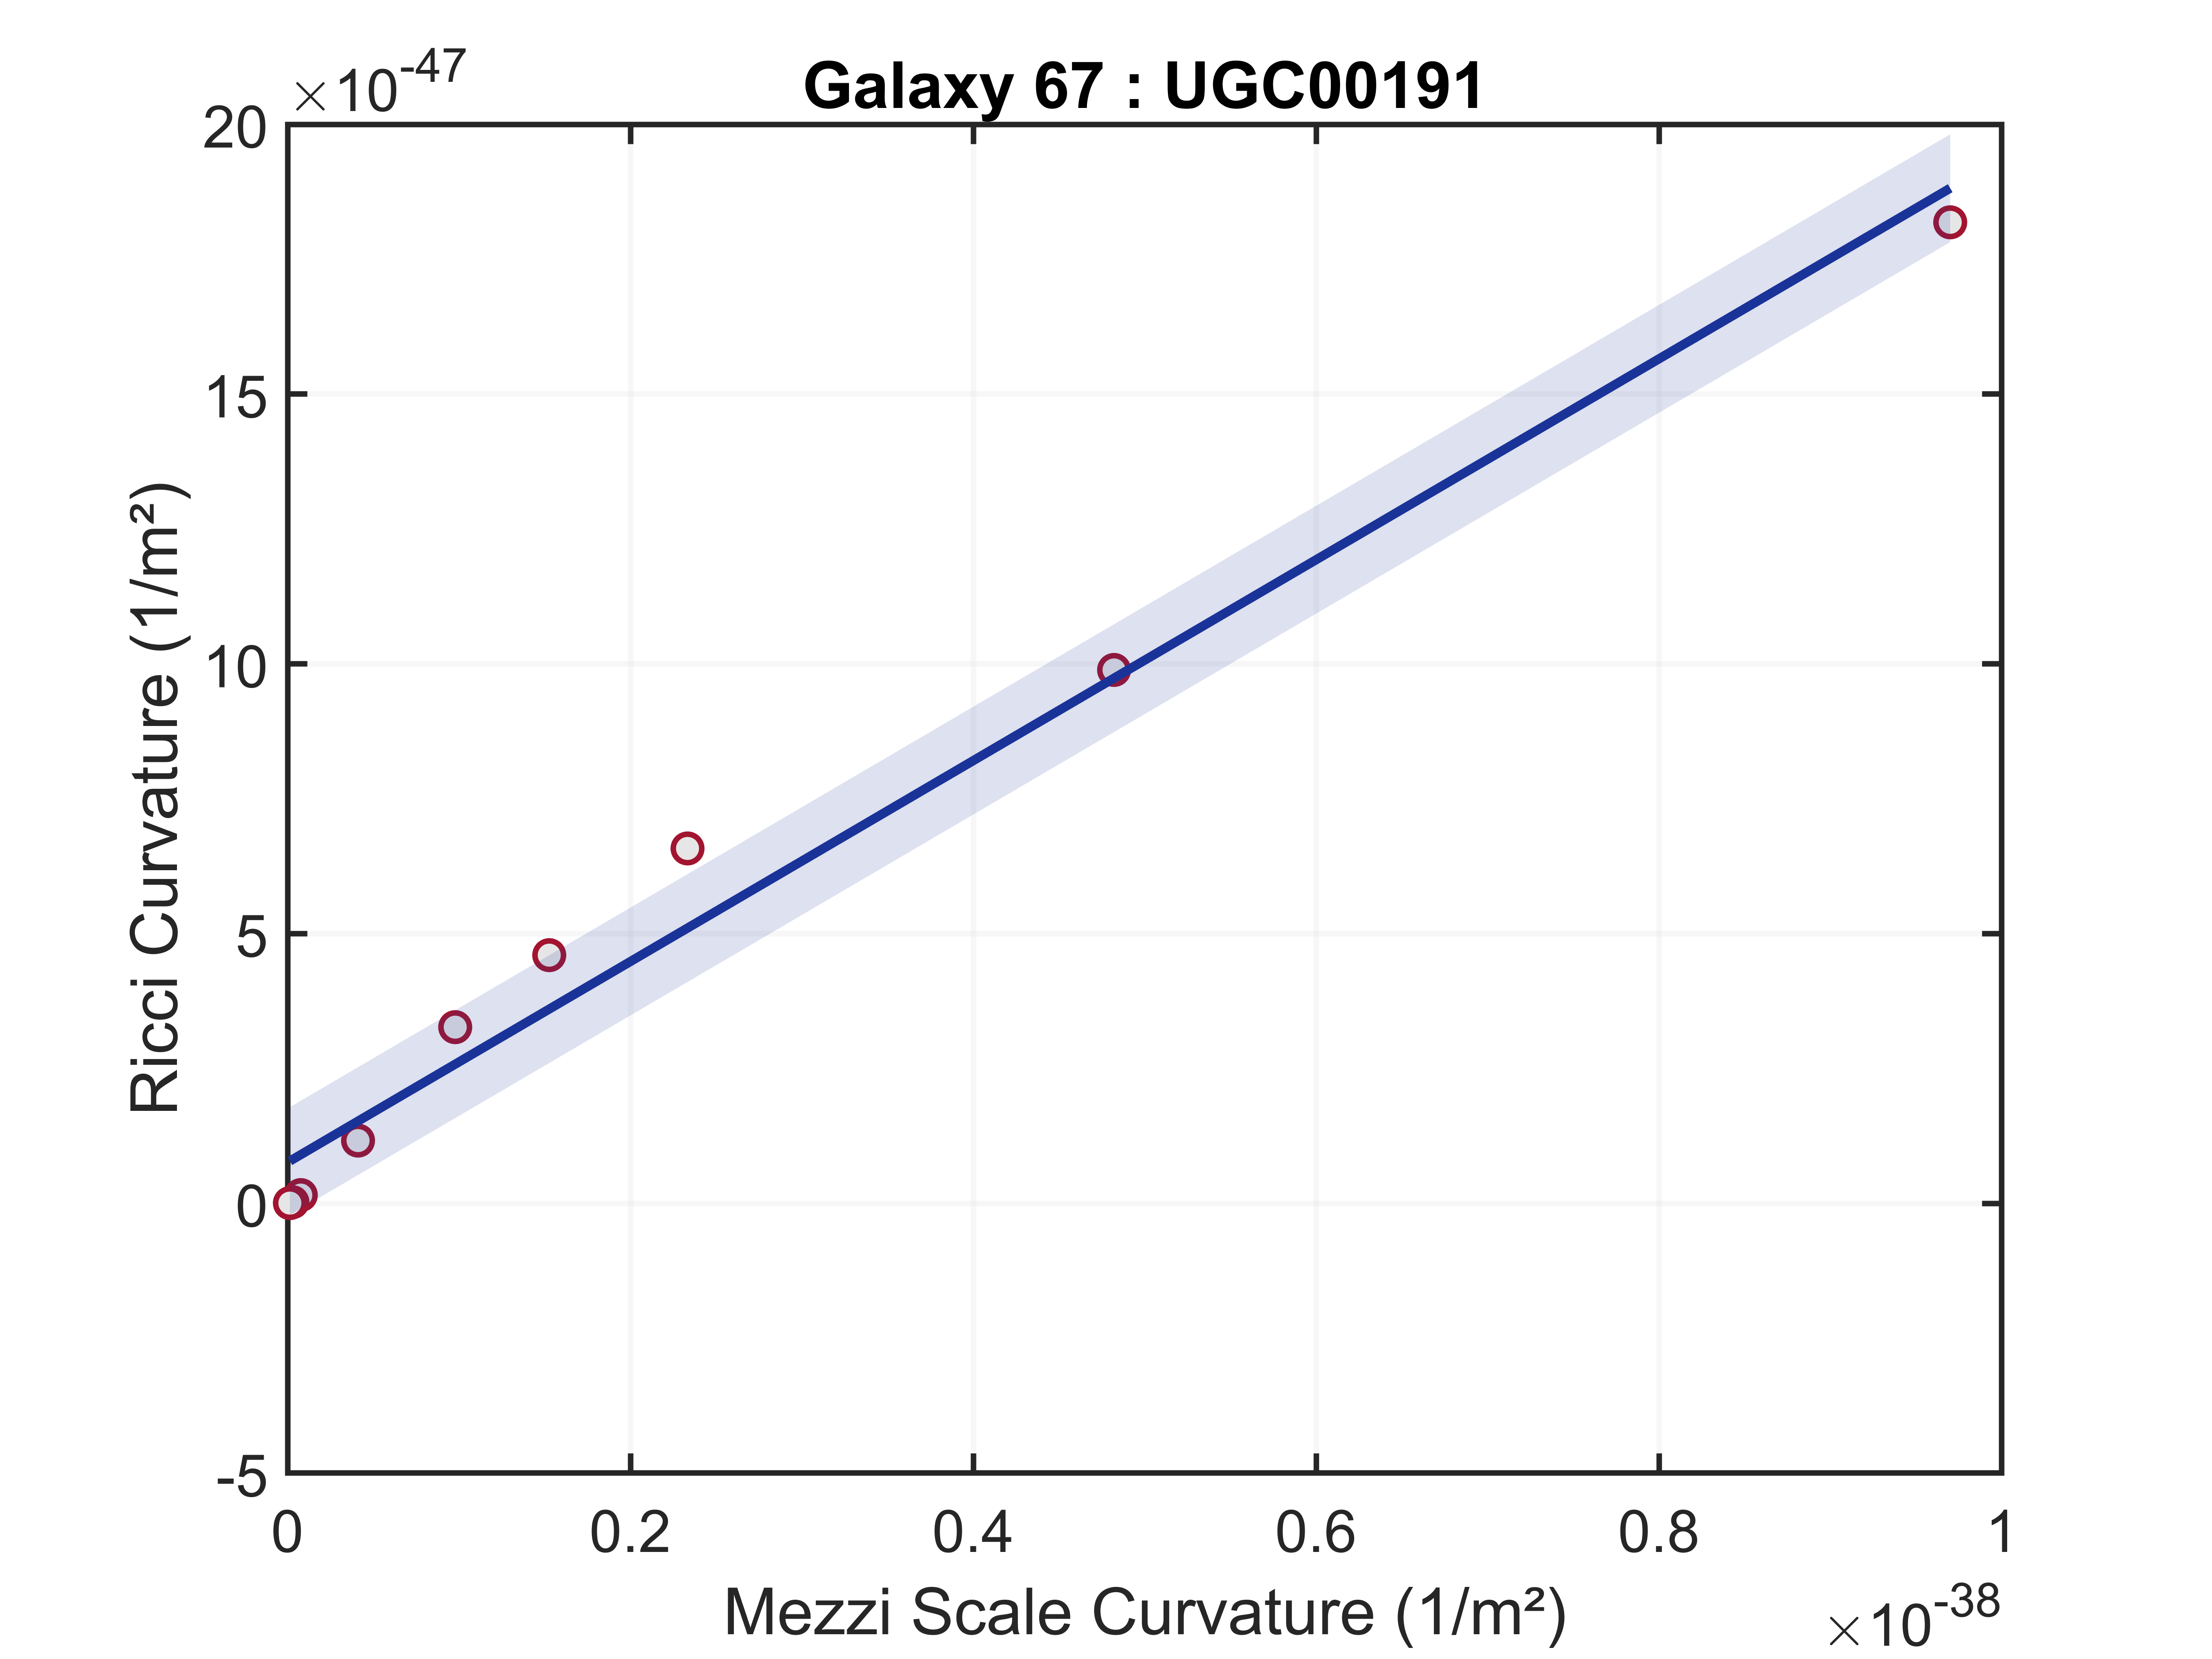 ×10-47
Galaxy 67 : UGC00191
20
15
10
5
0
-5
Ricci Curvature (1/m²)
0 0.2 0.4 0.6 0.8 1
Mezzi Scale Curvature (1/m²)
×10-38